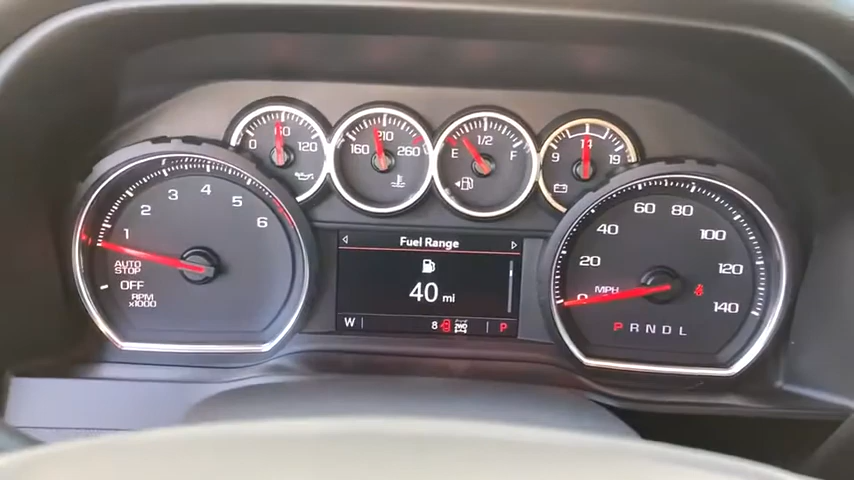 0 60 120
160 210 260
E 1/2 F
9 14 19
1 2 3 4 5 6
AUTO
STOP
OFF
RPM
x1000
Fuel Range
40 mi
W 8 2WD P
20 40 60 80 100 120 140
MPH
P R N D L